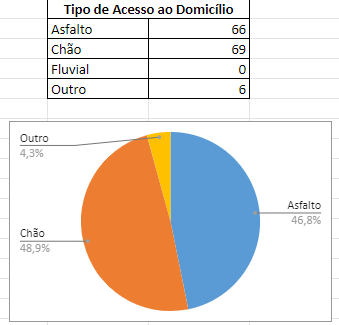 Tipo de Acesso ao Domicílio
Asfalto 66
Chão 69
Fluvial 0
Outro 6
Outro
4,3%
Asfalto
46,8%
Chão
48,9%